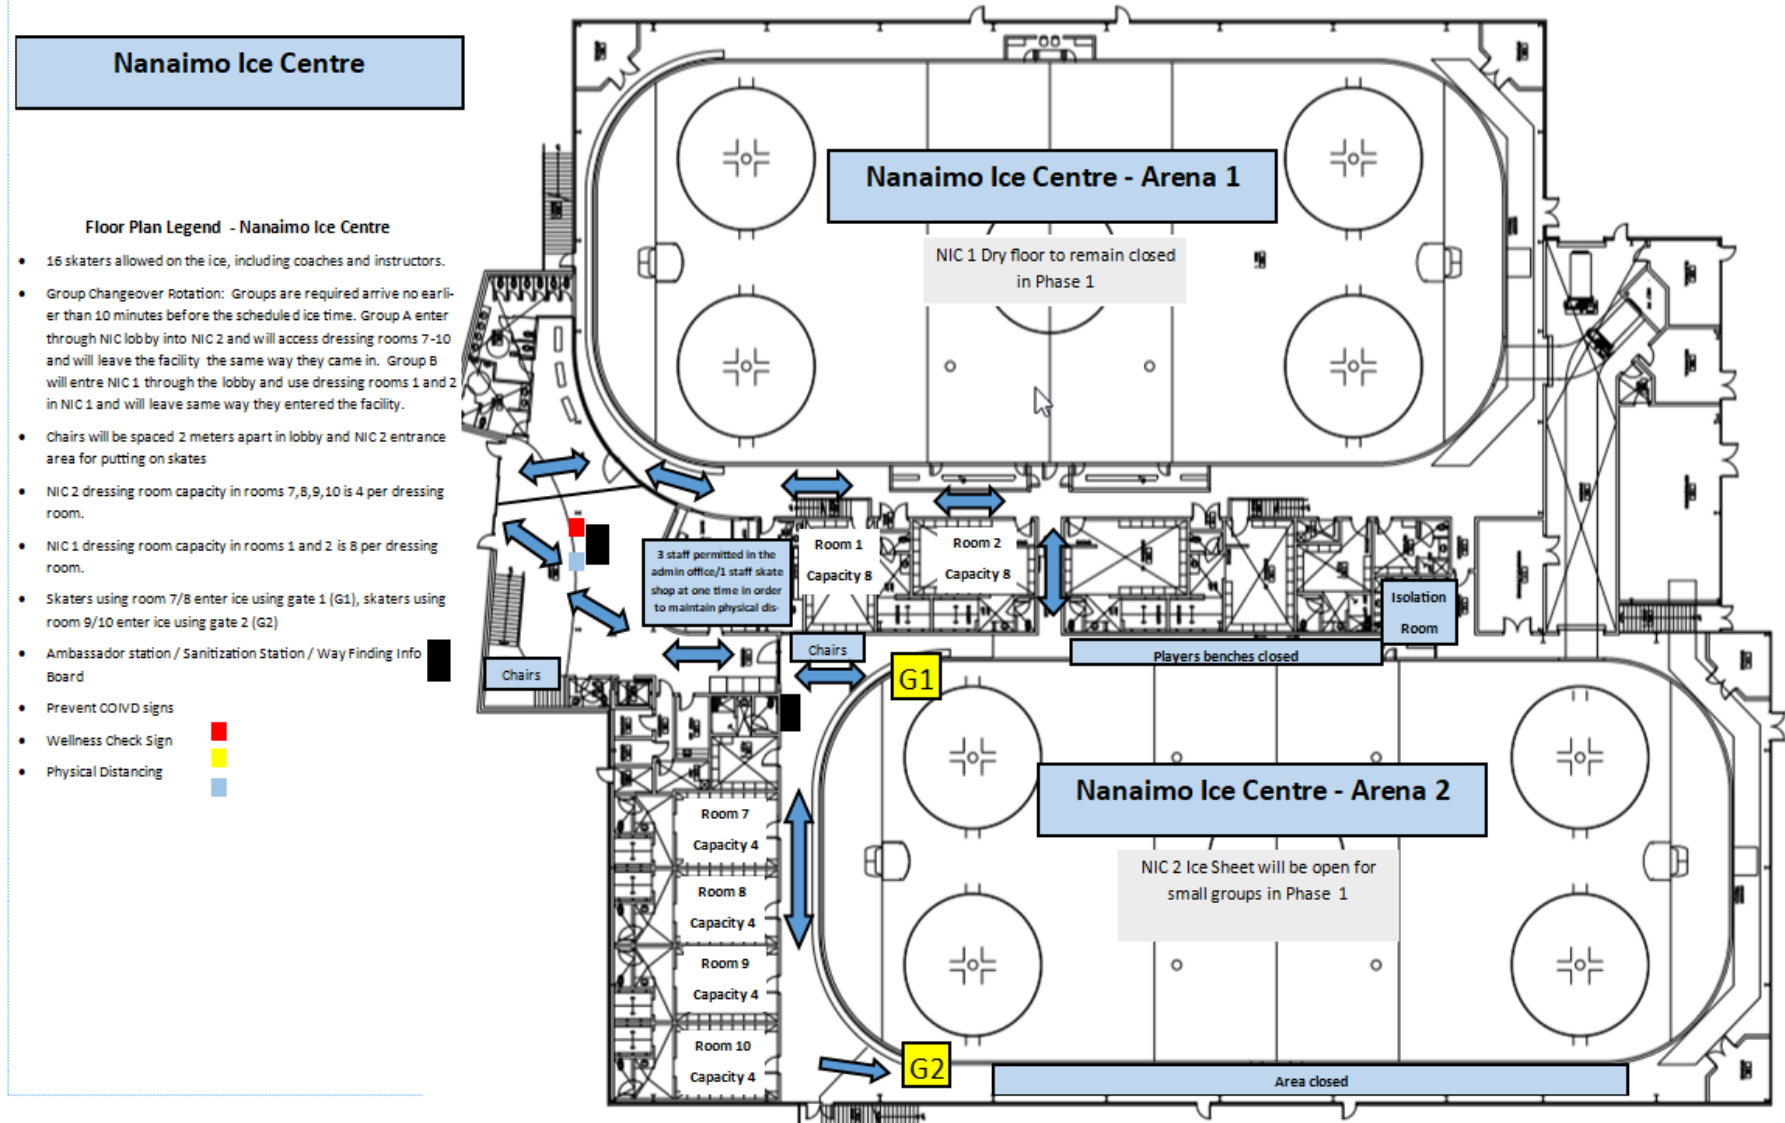 Nanaimo Ice Centre
Floor Plan Legend - Nanaimo Ice Centre
• 16 skaters allowed on the ice, including coaches and instructors.
• Group Changeover Rotation: Groups are required arrive no earli-
er than 10 minutes before the scheduled ice time. Group A enter
through NIC lobby into NIC 2 and will access dressing rooms 7-10
and will leave the facility the same way they came in. Group B
will entre NIC 1 through the lobby and use dressing rooms 1 and 2
in NIC 1 and will leave same way they entered the facility.
• Chairs will be spaced 2 meters apart in lobby and NIC 2 entrance
area for putting on skates
• NIC 2 dressing room capacity in rooms 7,8,9,10 is 4 per dressing
room.
• NIC 1 dressing room capacity in rooms 1 and 2 is 8 per dressing
room.
• Skaters using room 7/8 enter ice using gate 1 (G1), skaters using
room 9/10 enter ice using gate 2 (G2)
• Ambassador station / Sanitization Station / Way Finding Info
Board
• Prevent COIVD signs
• Wellness Check Sign
• Physical Distancing
Nanaimo Ice Centre - Arena 1
NIC 1 Dry floor to remain closed
in Phase 1
3 staff permitted in the
admin office/1 staff skate
shop at one time in order
to maintain physical dis-
Room 1
Capacity 8
Room 2
Capacity 8
Isolation
Room
Chairs
Chairs
Players benches closed
G1
Nanaimo Ice Centre - Arena 2
NIC 2 Ice Sheet will be open for
small groups in Phase 1
Room 7
Capacity 4
Room 8
Capacity 4
Room 9
Capacity 4
Room 10
Capacity 4
G2
Area closed